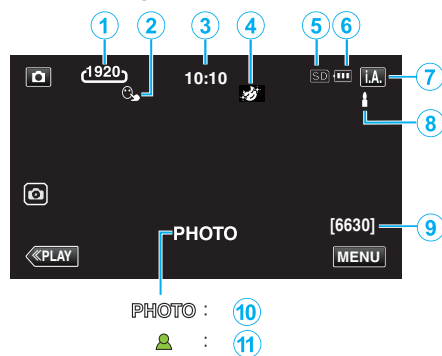 1 2 3 4 5 6
1920 10:10 SD i.A. 7
8
PHOTO [6630] 9
≪PLAY MENU
PHOTO : 10
: 11